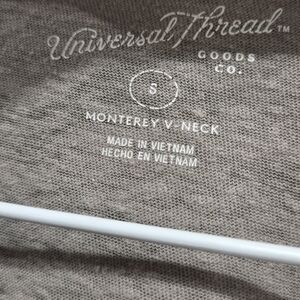 Universal Thread™
GOODS
CO.
S
MONTEREY V-NECK
MADE IN VIETNAM
HECHO EN VIETNAM